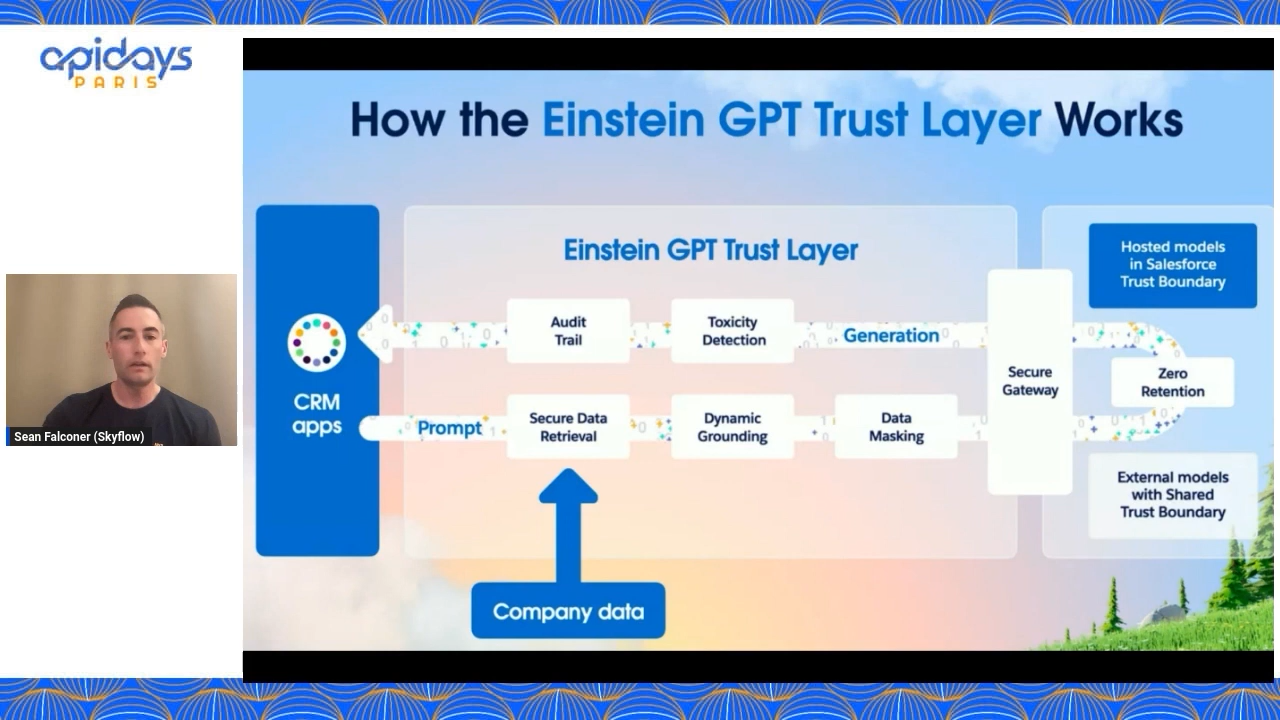 apidays
PARIS
How the Einstein GPT Trust Layer Works
Einstein GPT Trust Layer
CRM
apps
Audit
Trail
Toxicity
Detection
Generation
Secure
Gateway
Prompt
Secure Data
Retrieval
Dynamic
Grounding
Data
Masking
Hosted models
in Salesforce
Trust Boundary
Zero
Retention
External models
with Shared
Trust Boundary
Company data
Sean Falconer (Skyflow)